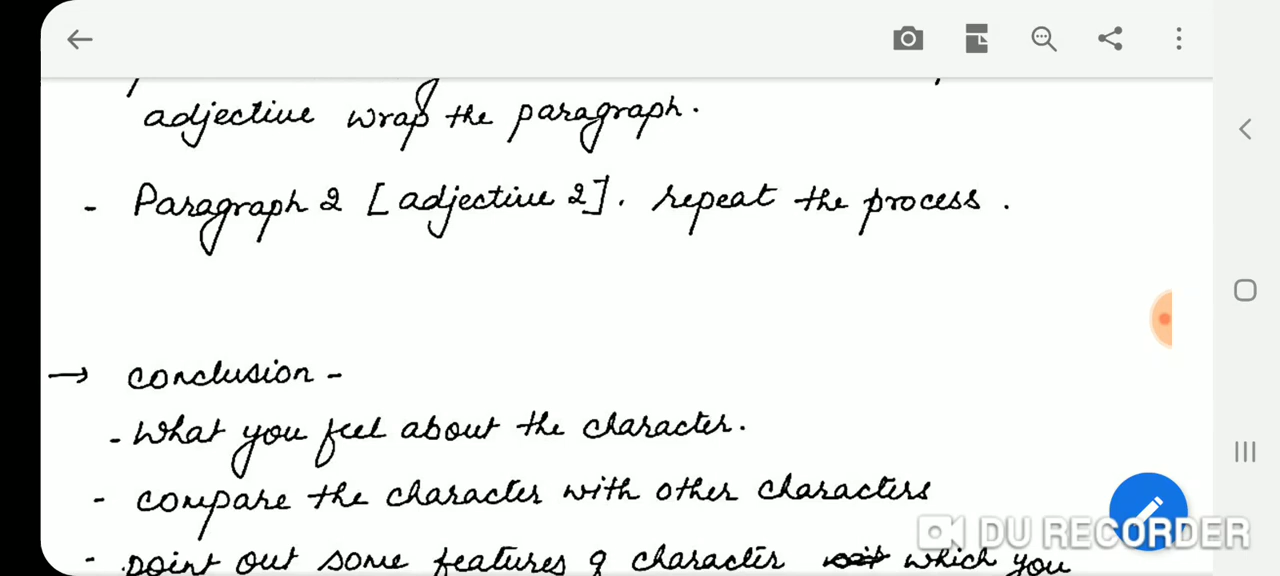 adjective wrap the paragraph.
- Paragraph 2 [adjective 2]. repeat the process.
→ conclusion -
- What you feel about the character.
- compare the character with other characters
- point out some features of character which you
DU RECORDER